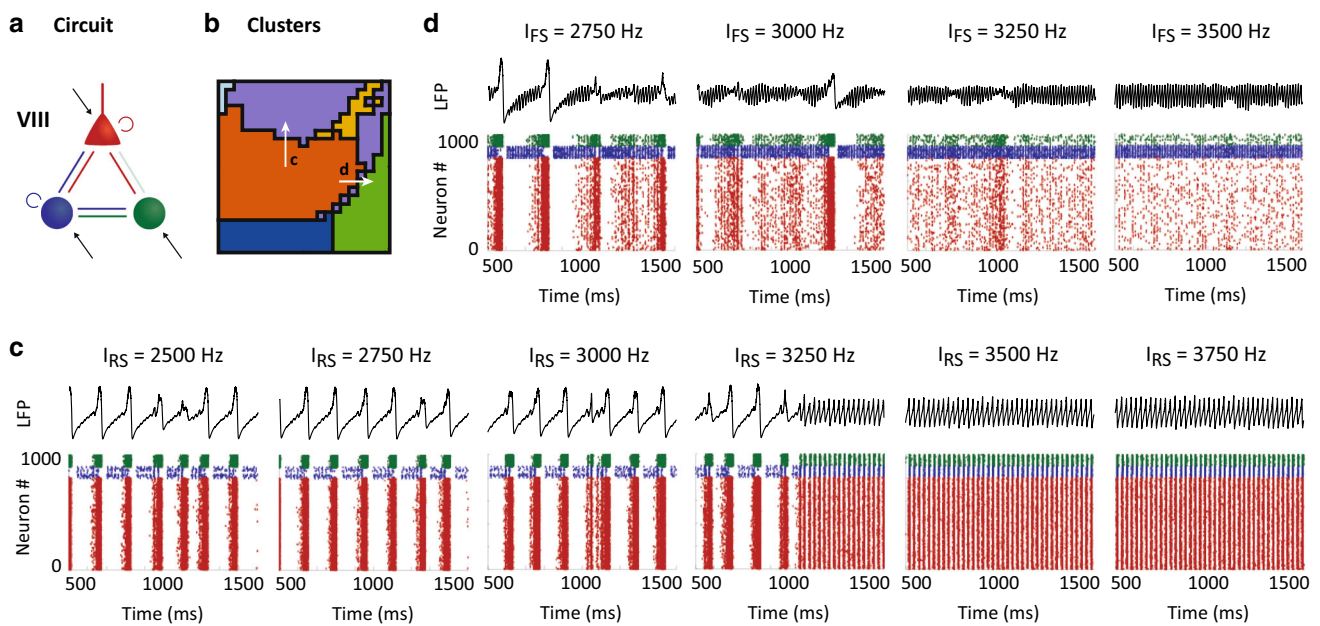 a Circuit
VIII
b Clusters
c
d
d
I_FS = 2750 Hz
I_FS = 3000 Hz
I_FS = 3250 Hz
I_FS = 3500 Hz
LFP
Neuron #
1000
0
500 1000 1500
500 1000 1500
500 1000 1500
500 1000 1500
Time (ms)
Time (ms)
Time (ms)
Time (ms)
c
I_RS = 2500 Hz
I_RS = 2750 Hz
I_RS = 3000 Hz
I_RS = 3250 Hz
I_RS = 3500 Hz
I_RS = 3750 Hz
LFP
Neuron #
1000
0
500 1000 1500
500 1000 1500
500 1000 1500
500 1000 1500
500 1000 1500
500 1000 1500
Time (ms)
Time (ms)
Time (ms)
Time (ms)
Time (ms)
Time (ms)